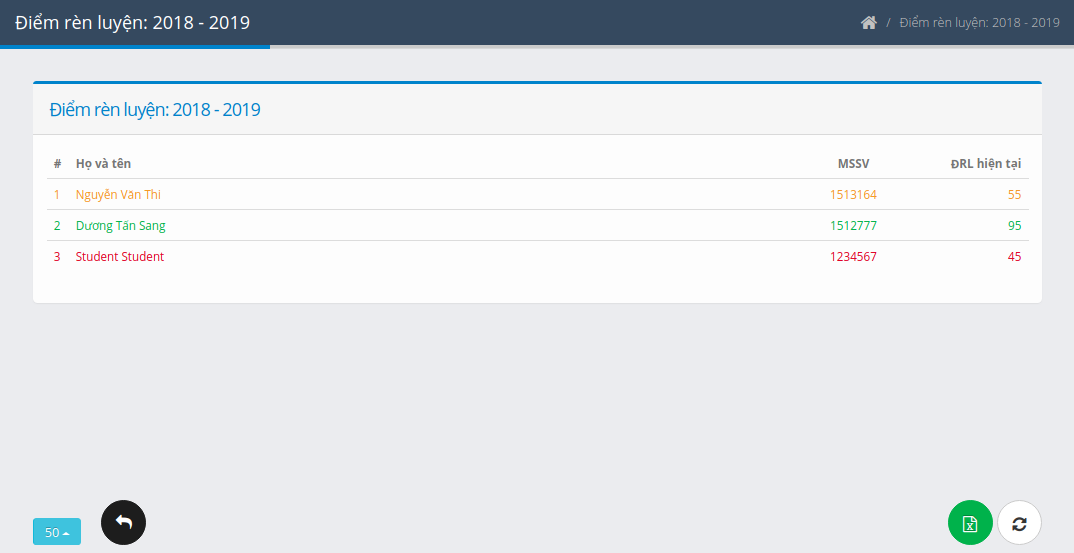 Điểm rèn luyện: 2018 - 2019
/ Điểm rèn luyện: 2018 - 2019
Điểm rèn luyện: 2018 - 2019
# Họ và tên MSSV ĐRL hiện tại
1 Nguyễn Văn Thi 1513164 55
2 Dương Tấn Sang 1512777 95
3 Student Student 1234567 45
50